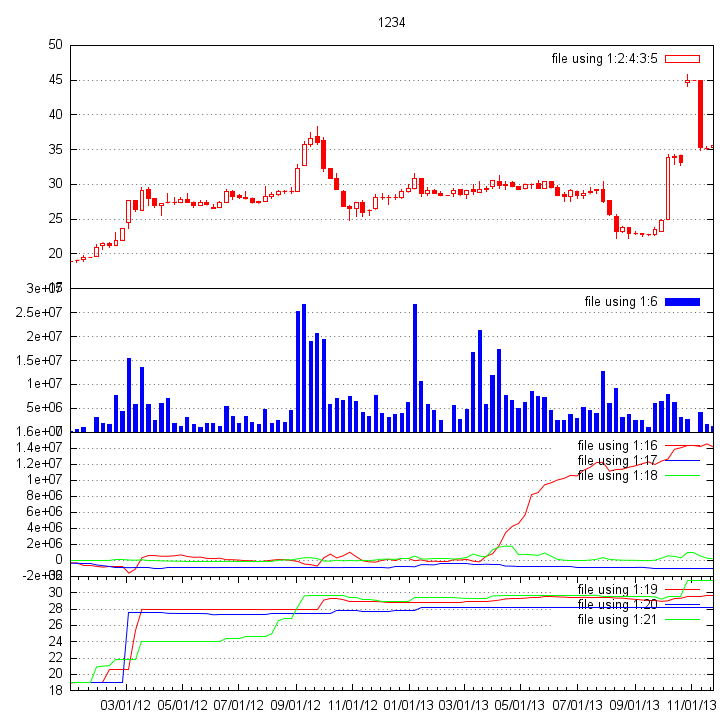 1234
50
file using 1:2:4:3:5
45
40
35
30
25
20
3e+07
file using 1:6
2.5e+07
2e+07
1.5e+07
1e+07
5e+06
1.6e+07
1.4e+07
file using 1:16
1.2e+07
file using 1:17
1e+07
file using 1:18
8e+06
6e+06
4e+06
2e+06
0
-2e+06
30
file using 1:19
28
file using 1:20
26
file using 1:21
24
22
20
18
03/01/12 05/01/12 07/01/12 09/01/12 11/01/12 01/01/13 03/01/13 05/01/13 07/01/13 09/01/13 11/01/13